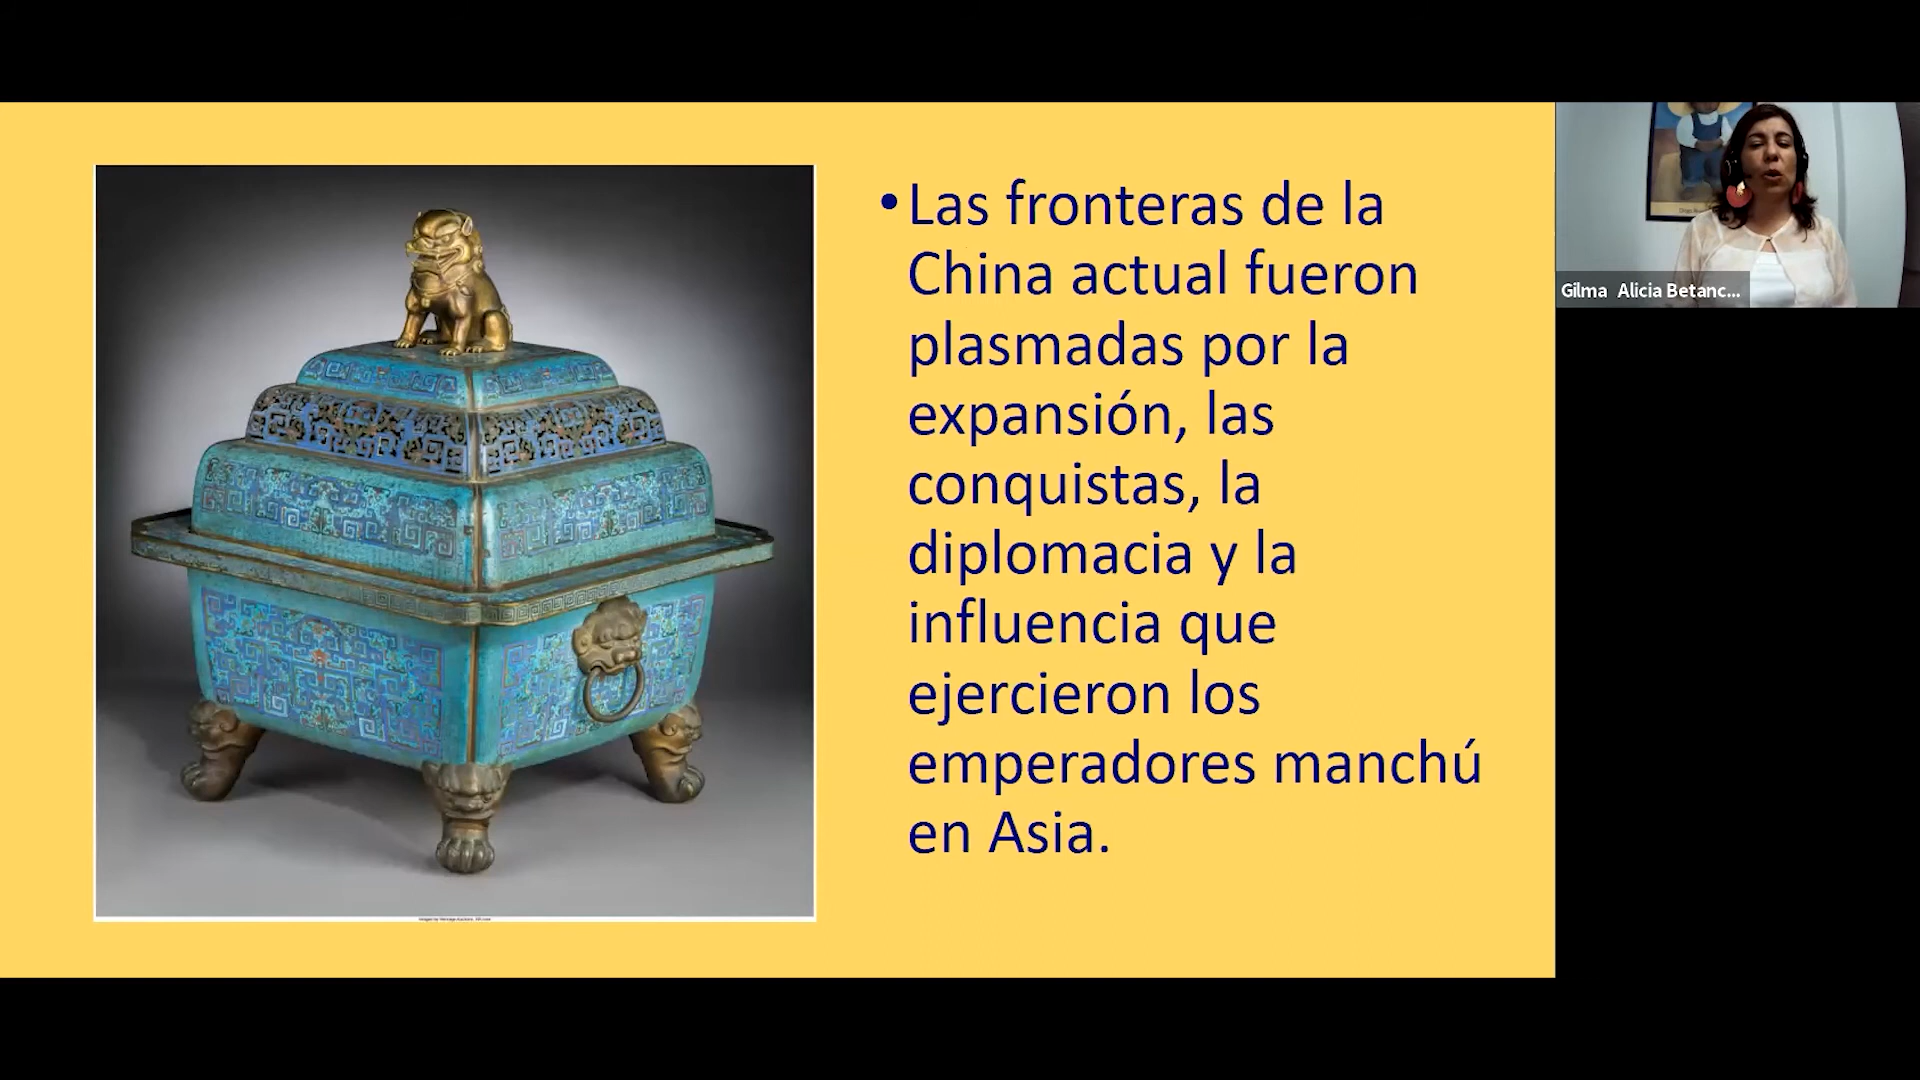 • Las fronteras de la
China actual fueron
plasmadas por la
expansión, las
conquistas, la
diplomacia y la
influencia que
ejercieron los
emperadores manchú
en Asia.
Gilma Alicia Betanc...